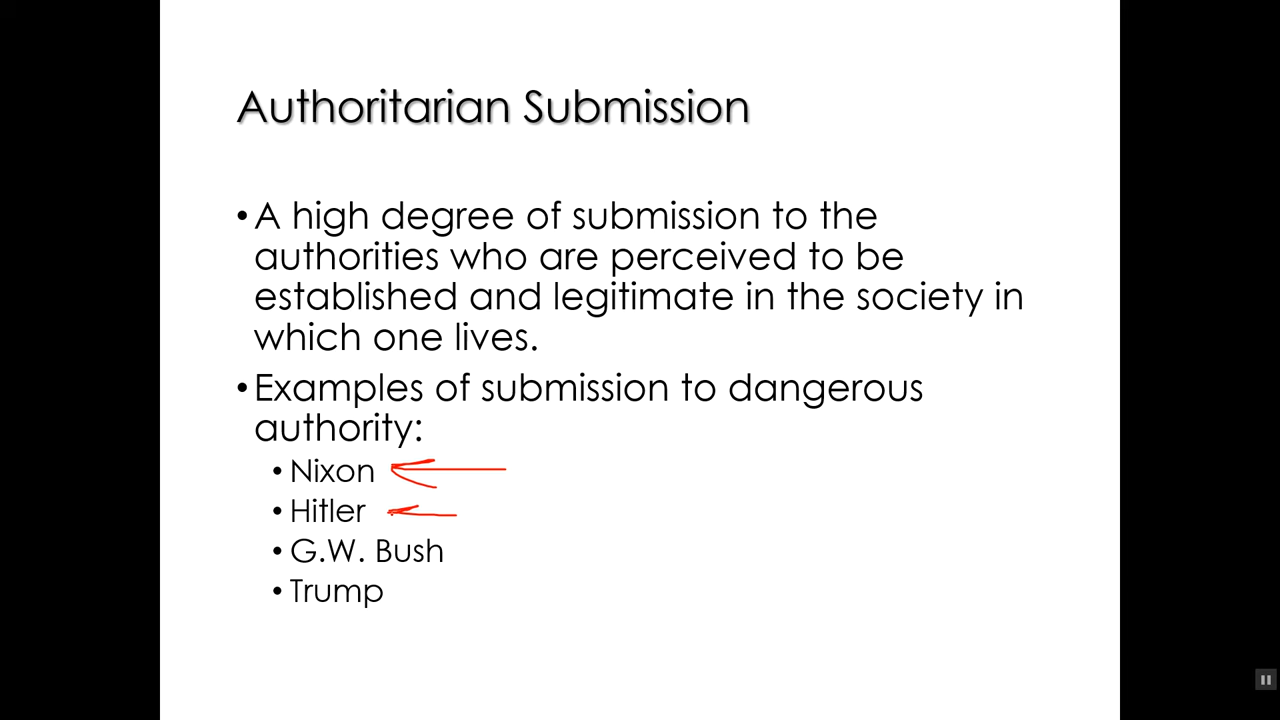 Authoritarian Submission
• A high degree of submission to the
authorities who are perceived to be
established and legitimate in the society in
which one lives.
• Examples of submission to dangerous
authority:
• Nixon
• Hitler
• G.W. Bush
• Trump